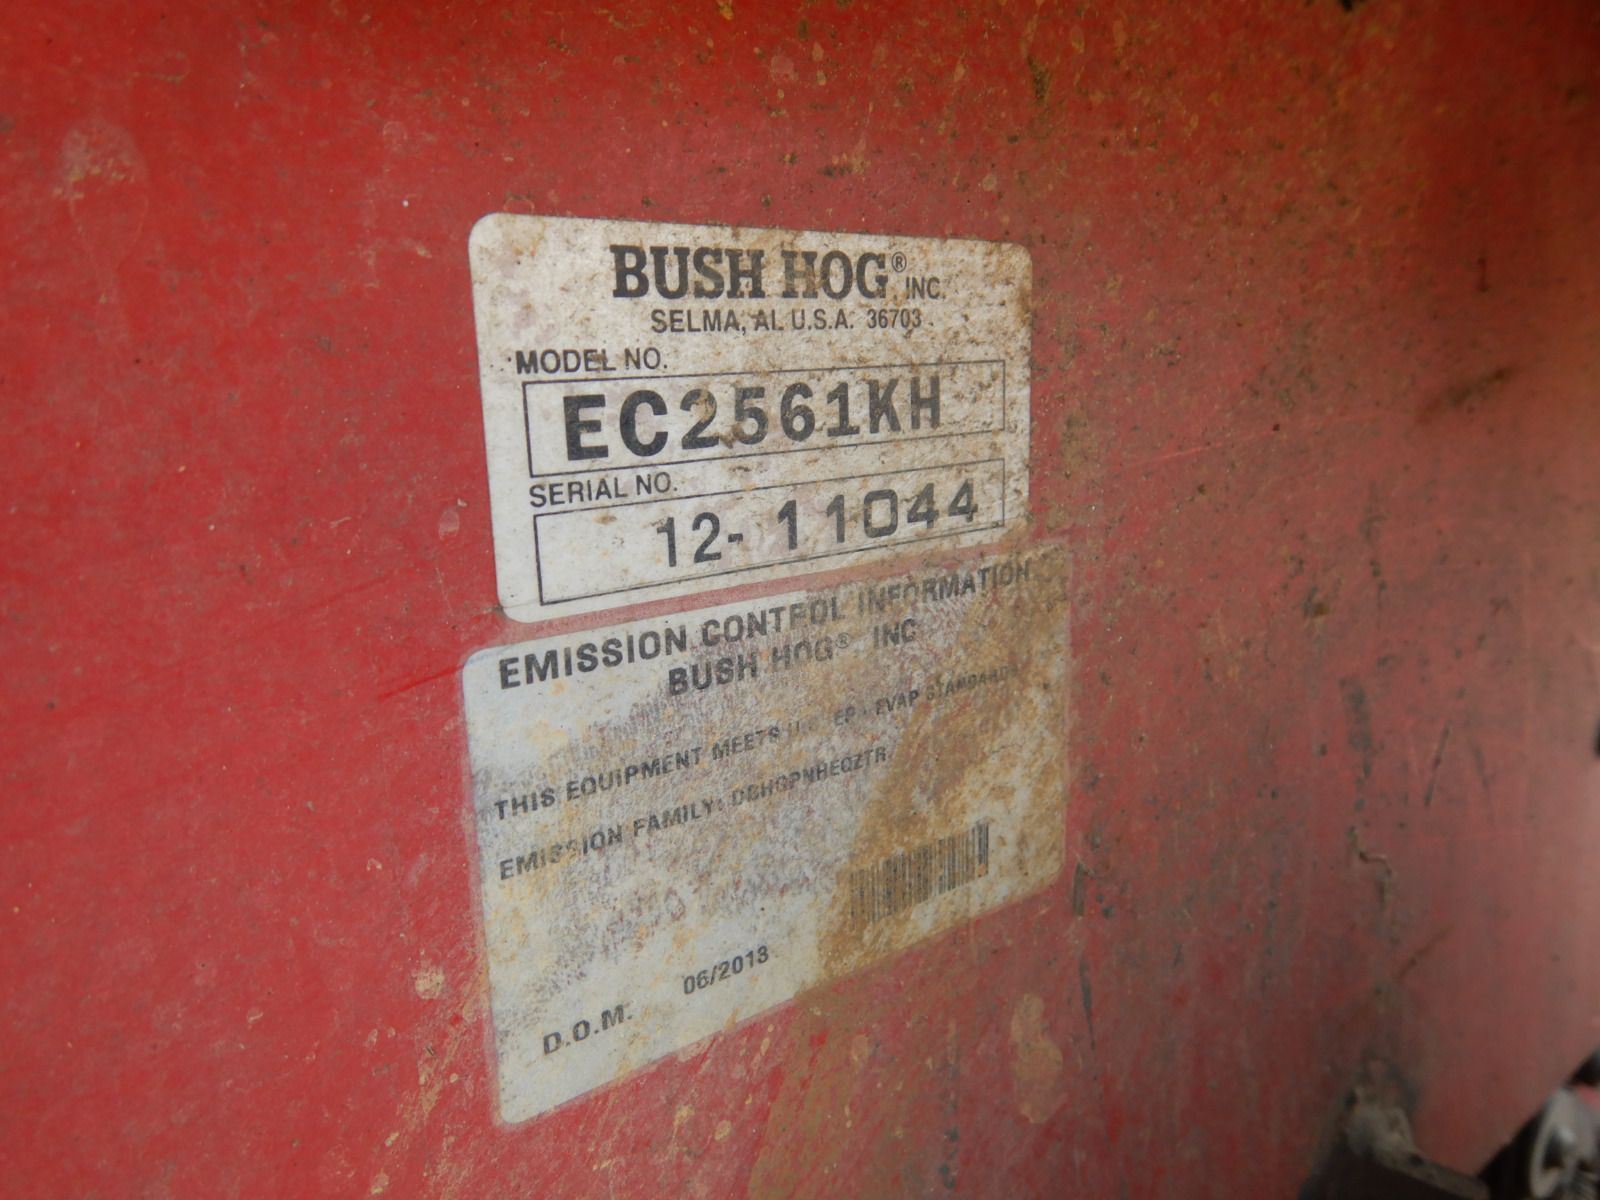 BUSH HOG® INC.
SELMA, AL U.S.A. 36703
MODEL NO.
EC2561KH
SERIAL NO.
12-11044
EMISSION CONTROL INFORMATION
BUSH HOG® INC
THIS EQUIPMENT MEETS EVAP STANDARDS
EMISSION FAMILY:
D.O.M. 06/2013